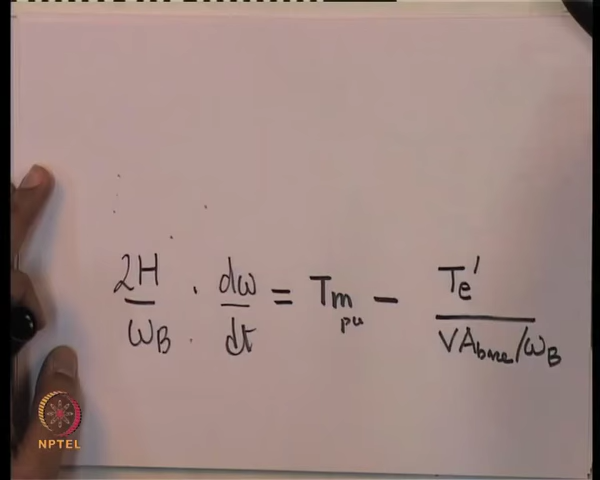 2H/ωB · dω/dt = Tm pu − Te′/(VAbase/ωB)
NPTEL